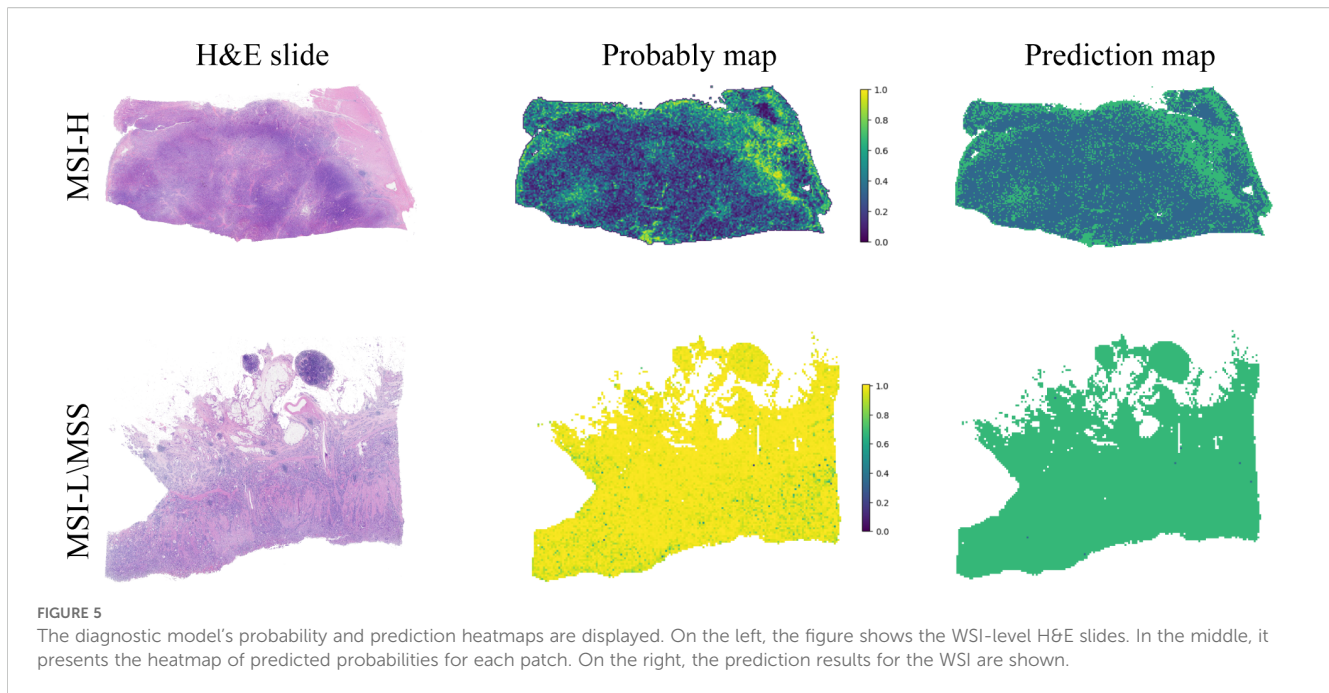 H&E slide
Probably map
Prediction map
MSI-H
1.0
0.8
0.6
0.4
0.2
0.0
MSI-L\MSS
1.0
0.8
0.6
0.4
0.2
0.0
FIGURE 5
The diagnostic model’s probability and prediction heatmaps are displayed. On the left, the figure shows the WSI-level H&E slides. In the middle, it
presents the heatmap of predicted probabilities for each patch. On the right, the prediction results for the WSI are shown.